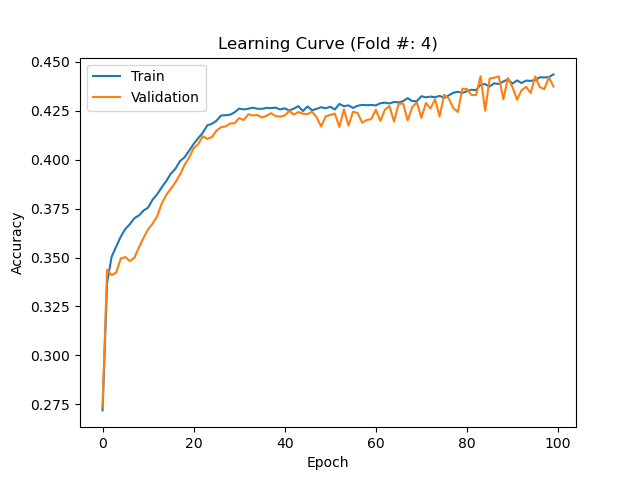 Learning Curve (Fold #: 4)
Train
Validation
0.450
0.425
0.400
0.375
0.350
0.325
0.300
0.275
Accuracy
0 20 40 60 80 100
Epoch